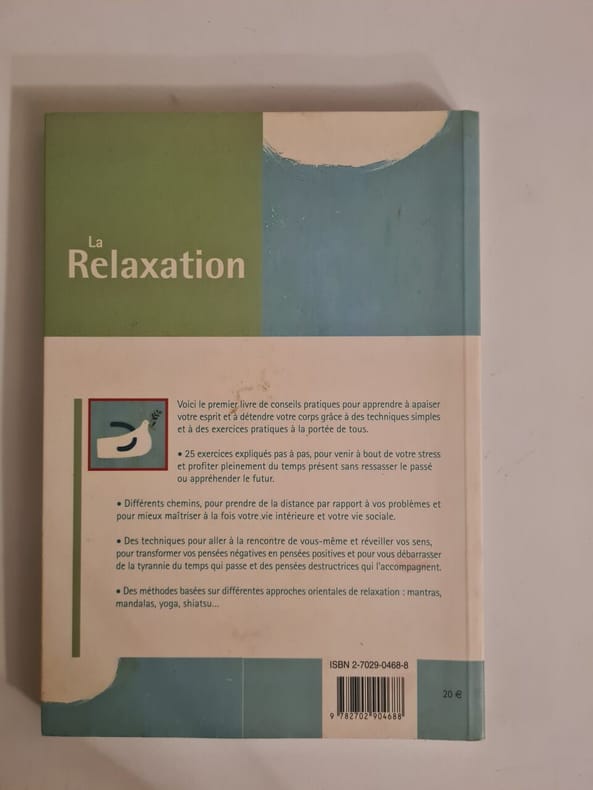 La
Relaxation
Voici le premier livre de conseils pratiques pour apprendre à apaiser
votre esprit et à détendre votre corps grâce à des techniques simples
et à des exercices pratiques à la portée de tous.
• 25 exercices expliqués pas à pas, pour venir à bout de votre stress
et profiter pleinement du temps présent sans ressasser le passé
ou appréhender le futur.
• Différents chemins, pour prendre de la distance par rapport à vos problèmes et
pour mieux maîtriser à la fois votre vie intérieure et votre vie sociale.
• Des techniques pour aller à la rencontre de vous-même et réveiller vos sens,
pour transformer vos pensées négatives en pensées positives et pour vous débarrasser
de la tyrannie du temps qui passe et des pensées destructrices qui l'accompagnent.
• Des méthodes basées sur différentes approches orientales de relaxation : mantras,
mandalas, yoga, shiatsu...
ISBN 2-7029-0468-8
9 782702 904688
20 €